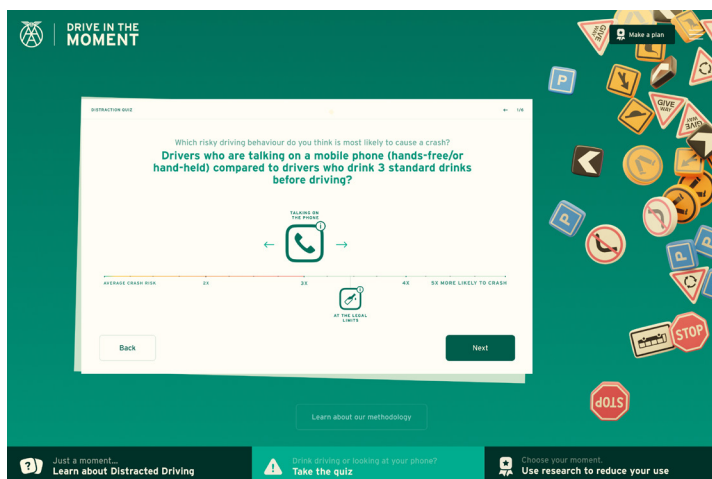 DRIVE IN THE
MOMENT
Make a plan
GIVE
WAY
P
GIVE
WAY
P
P
P
STOP
STOP
DISTRACTION QUIZ
← 1/6
Which risky driving behaviour do you think is most likely to cause a crash?
Drivers who are talking on a mobile phone (hands-free/or
hand-held) compared to drivers who drink 3 standard drinks
before driving?
TALKING ON
THE PHONE
i
← →
AVERAGE CRASH RISK 2X 3X 4X 5X MORE LIKELY TO CRASH
AT THE LEGAL
LIMITS
Back
Next
Learn about our methodology
Just a moment...
Learn about Distracted Driving
Drink driving or looking at your phone?
Take the quiz
Choose your moment.
Use research to reduce your use